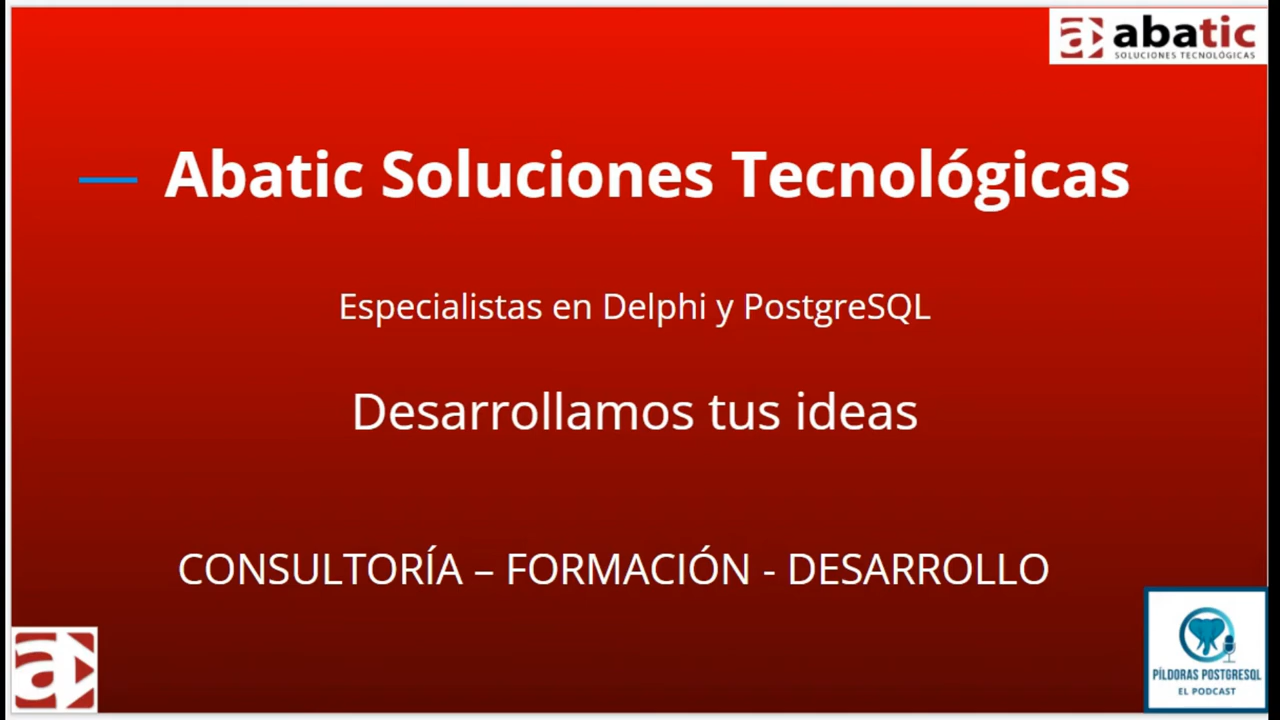 abatic
SOLUCIONES TECNOLÓGICAS
Abatic Soluciones Tecnológicas
Especialistas en Delphi y PostgreSQL
Desarrollamos tus ideas
CONSULTORÍA – FORMACIÓN - DESARROLLO
a
PÍLDORAS POSTGRESQL
EL PODCAST